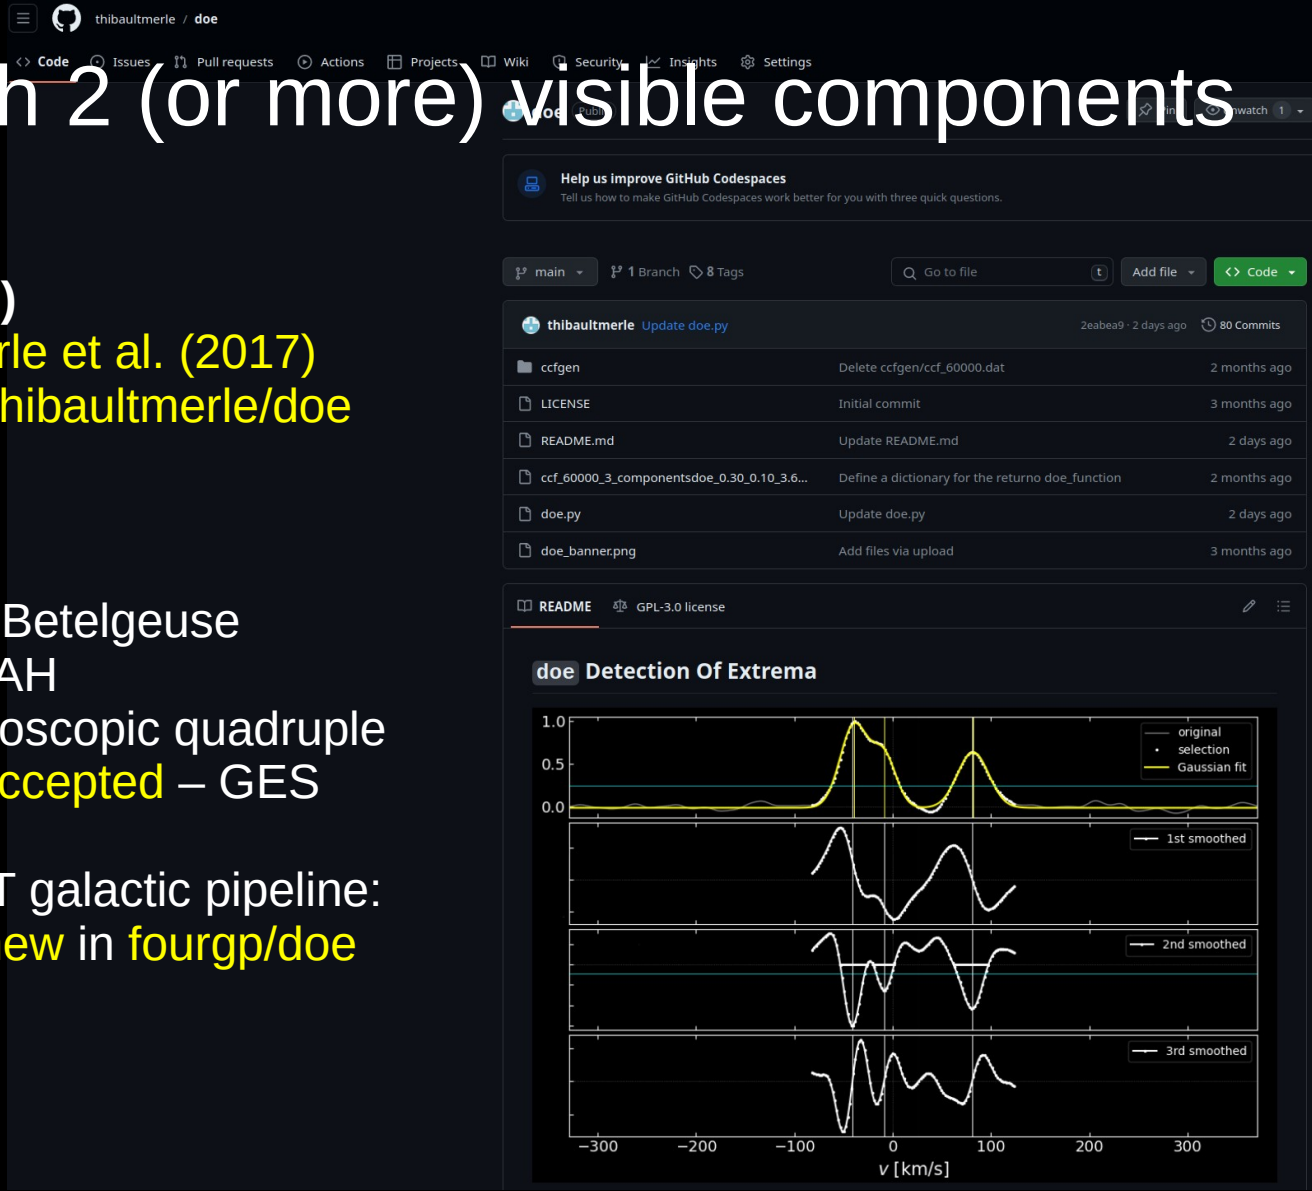 thibaultmerle / doe
Code Issues Pull requests Actions Projects Wiki Security Insights Settings
h 2 (or more) visible components
doe
watch 1
Help us improve GitHub Codespaces
Tell us how to make GitHub Codespaces work better for you with three quick questions.
main 1 Branch 8 Tags Go to file t Add file Code
)
rle et al. (2017)
hibaultmerle/doe
thibaultmerle Update doe.py 2eabea9 · 2 days ago 80 Commits
ccfgen Delete ccfgen/ccf_60000.dat 2 months ago
LICENSE Initial commit 3 months ago
README.md Update README.md 2 days ago
ccf_60000_3_componentsdoe_0.30_0.10_3.6... Define a dictionary for the returno doe_function 2 months ago
doe.py Update doe.py 2 days ago
doe_banner.png Add files via upload 3 months ago
Betelgeuse
AH
oscopic quadruple
ccepted – GES
T galactic pipeline:
ew in fourgp/doe
README GPL-3.0 license
doe Detection Of Extrema
1.0
0.5
0.0
original
selection
Gaussian fit
1st smoothed
2nd smoothed
3rd smoothed
−300 −200 −100 0 100 200 300
v [km/s]